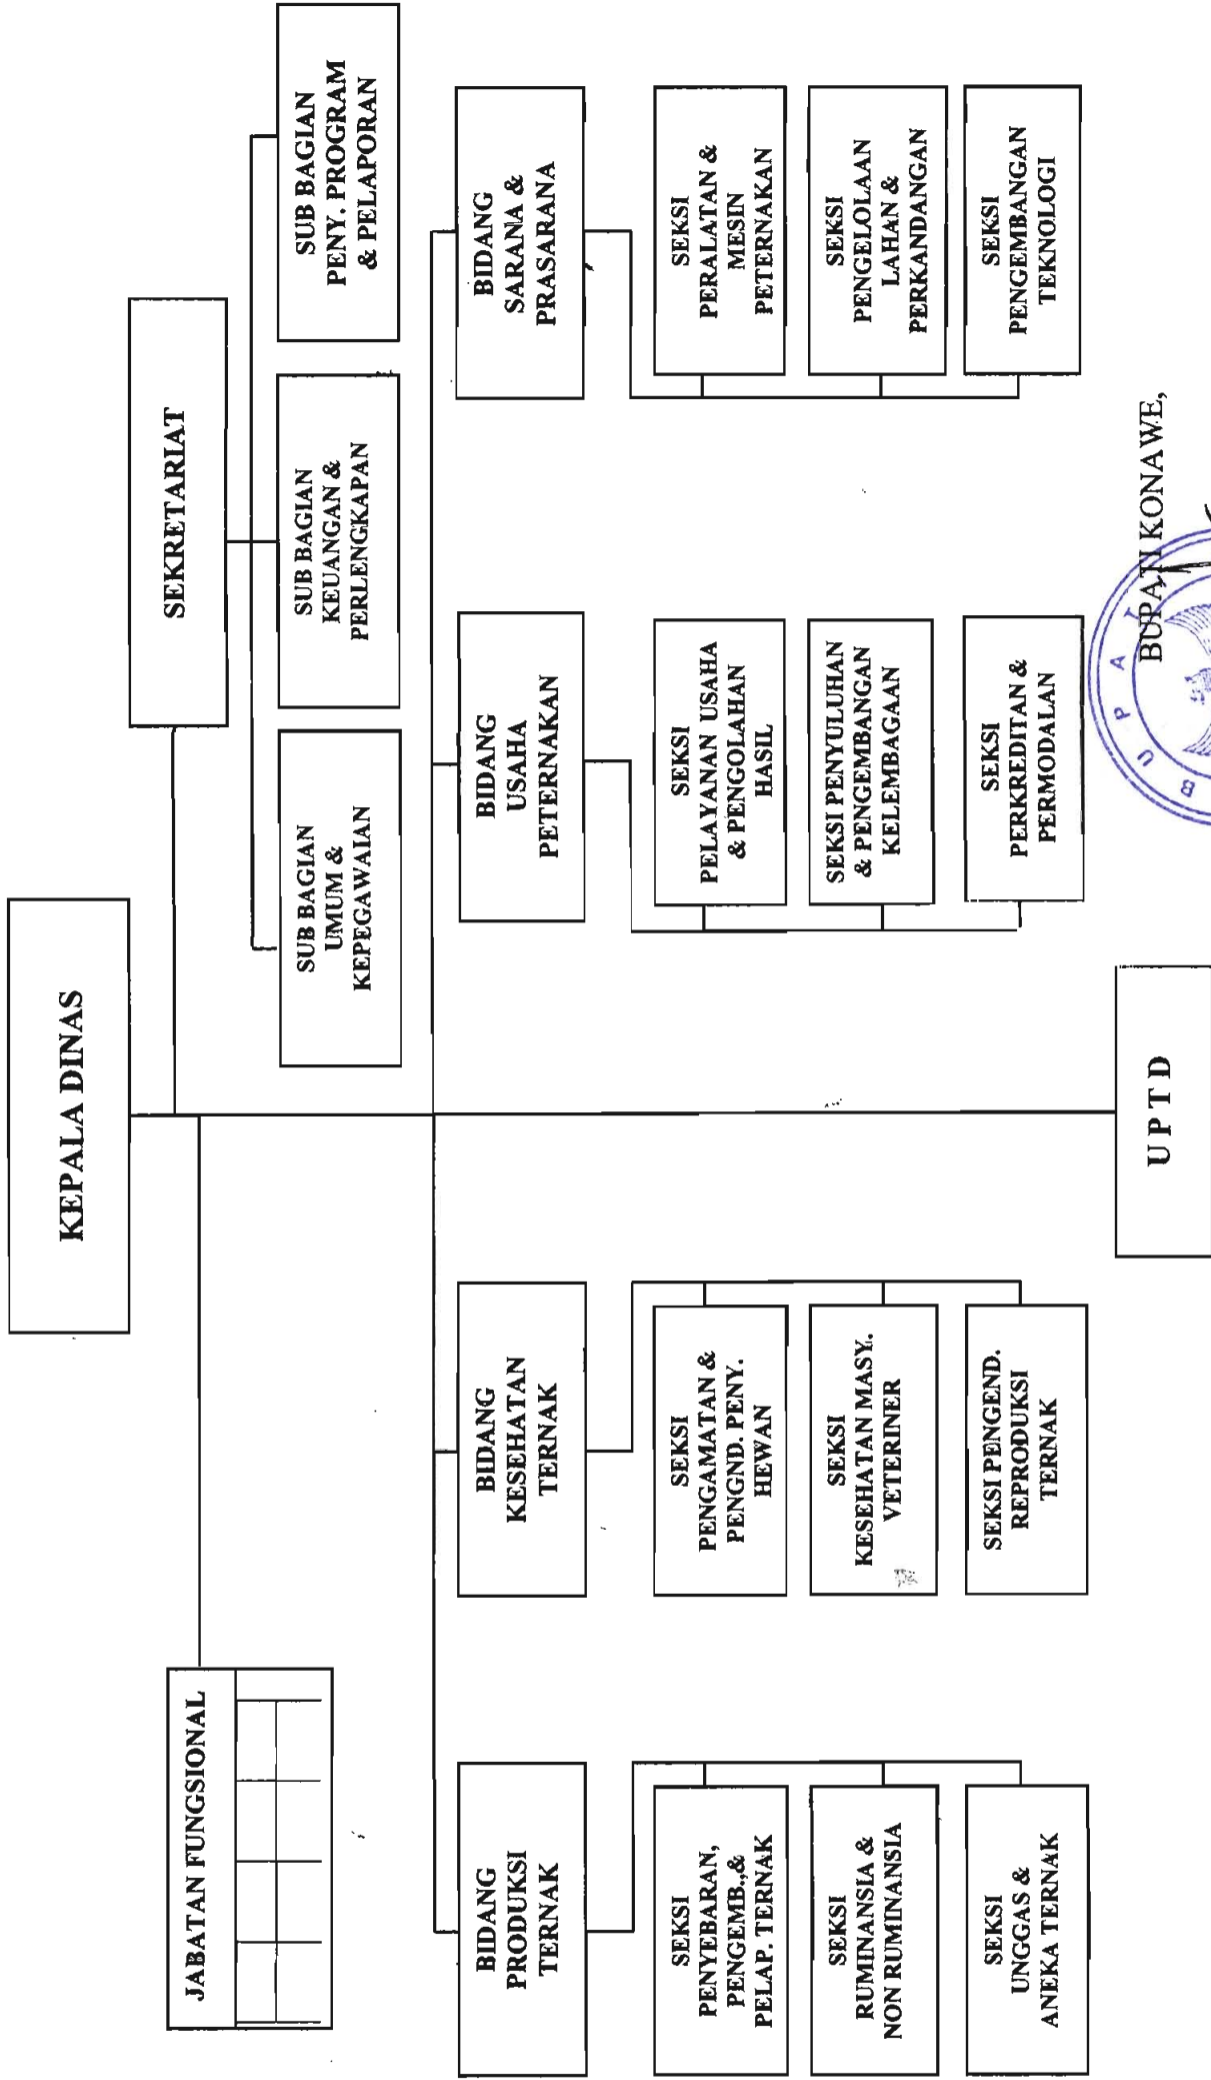 KEPALA DINAS
JABATAN FUNGSIONAL
SEKRETARIAT
SUB BAGIAN
UMUM &
KEPEGAWAIAN
SUB BAGIAN
KEUANGAN &
PERLENGKAPAN
SUB BAGIAN
PENY. PROGRAM
& PELAPORAN
BIDANG
PRODUKSI
TERNAK
BIDANG
KESEHATAN
TERNAK
BIDANG
USAHA
PETERNAKAN
BIDANG
SARANA &
PRASARANA
SEKSI
PENYEBARAN,
PENGEMB.,&
PELAP. TERNAK
SEKSI
RUMINANSIA &
NON RUMINANSIA
SEKSI
UNGGAS &
ANEKA TERNAK
SEKSI
PENGAMATAN &
PENGND. PENY.
HEWAN
SEKSI
KESEHATAN MASY.
VETERINER
SEKSI PENGEND.
REPRODUKSI
TERNAK
SEKSI
PELAYANAN USAHA
& PENGOLAHAN
HASIL
SEKSI PENYULUHAN
& PENGEMBANGAN
KELEMBAGAAN
SEKSI
PERKREDITAN &
PERMODALAN
SEKSI
PERALATAN &
MESIN
PETERNAKAN
SEKSI
PENGELOLAAN
LAHAN &
PERKANDANGAN
SEKSI
PENGEMBANGAN
TEKNOLOGI
U P T D
BUPATI KONAWE,
BUPATI